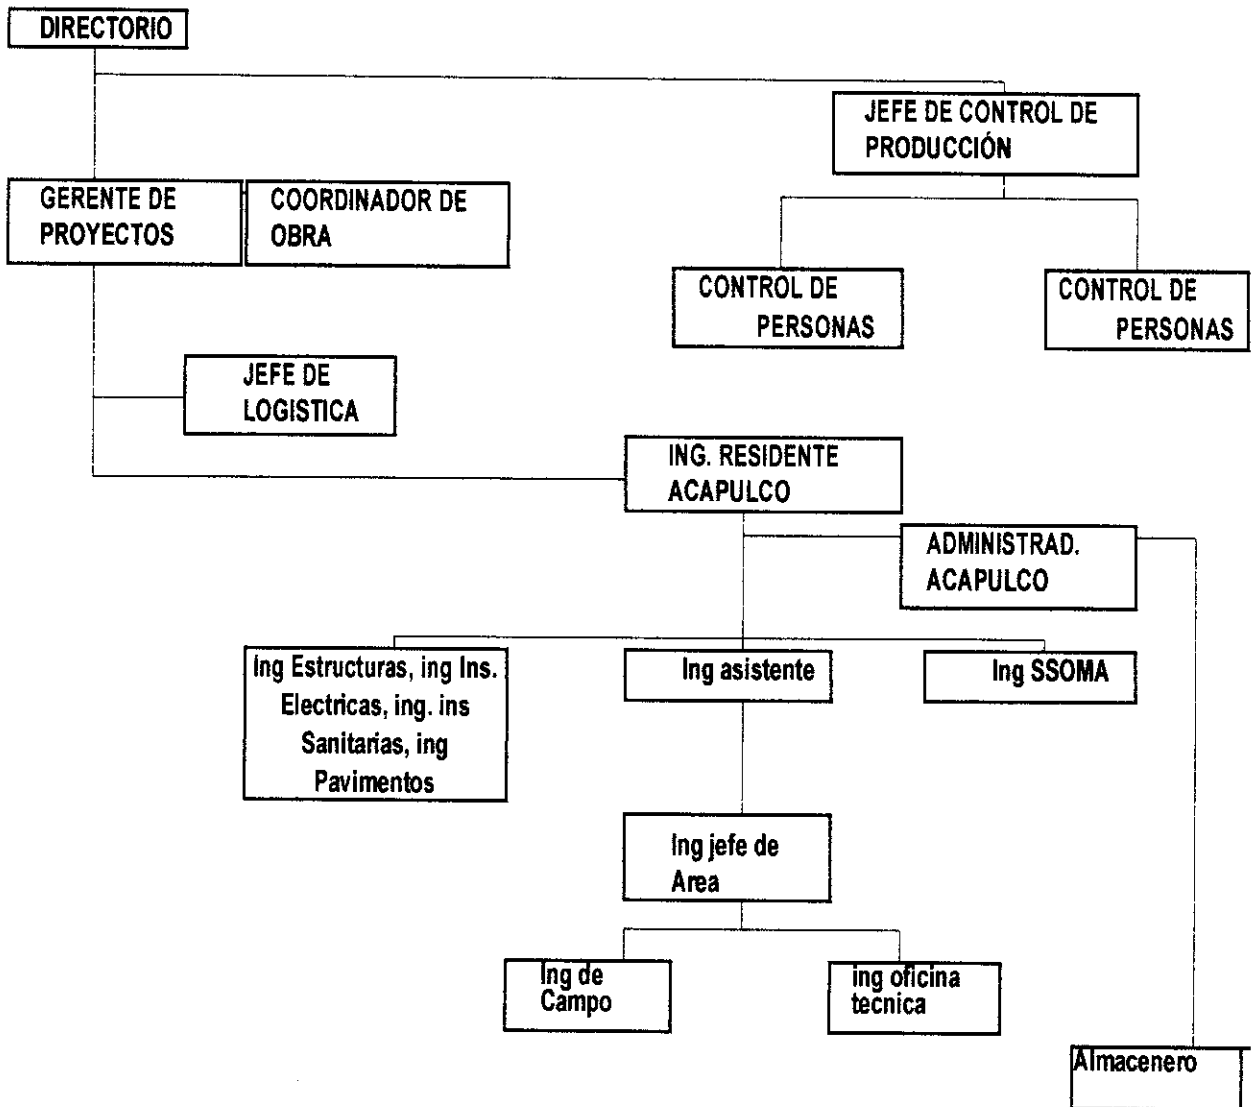 DIRECTORIO
JEFE DE CONTROL DE
PRODUCCIÓN
GERENTE DE
PROYECTOS
COORDINADOR DE
OBRA
CONTROL DE
PERSONAS
CONTROL DE
PERSONAS
JEFE DE
LOGISTICA
ING. RESIDENTE
ACAPULCO
ADMINISTRAD.
ACAPULCO
ing Estructuras, ing Ins.
Electricas, ing. ins
Sanitarias, ing
Pavimentos
Ing asistente
Ing SSOMA
Ing jefe de
Area
Ing de
Campo
ing oficina
tecnica
Almacenero